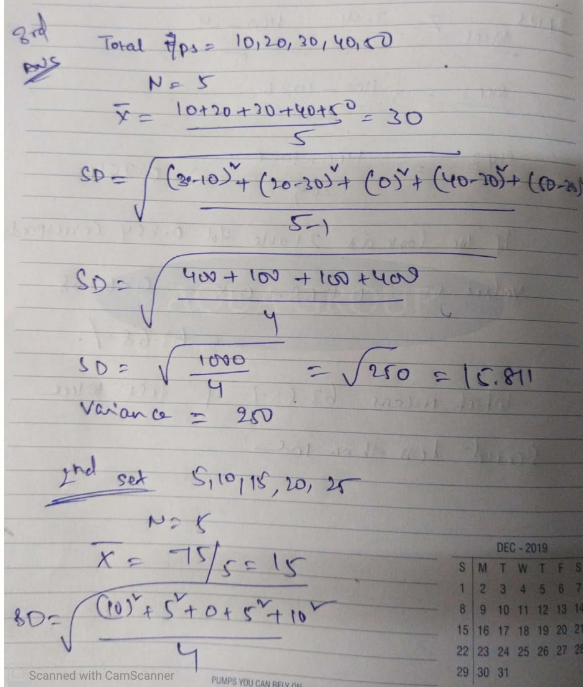 3rd
Ans
Total i/ps = 10, 20, 30, 40, 50
N = 5
x̄ = 10+20+30+40+50 / 5 = 30
SD = √((30-10)² + (20-30)² + (0)² + (40-30)² + (50-30) / 5-1)
SD = √(400 + 100 + 100 + 400 / 4)
SD = √(1000 / 4) = √250 = 15.811
Variance = 250
2nd set 5, 10, 15, 20, 25
N = 5
x̄ = 75/5 = 15
SD = √((10)² + 5² + 0 + 5² + 10² / 4)
DEC - 2019
S M T W T F S
1 2 3 4 5 6 7
8 9 10 11 12 13 14
15 16 17 18 19 20 21
22 23 24 25 26 27 28
29 30 31
Scanned with CamScanner
PUMPS YOU CAN RELY ON